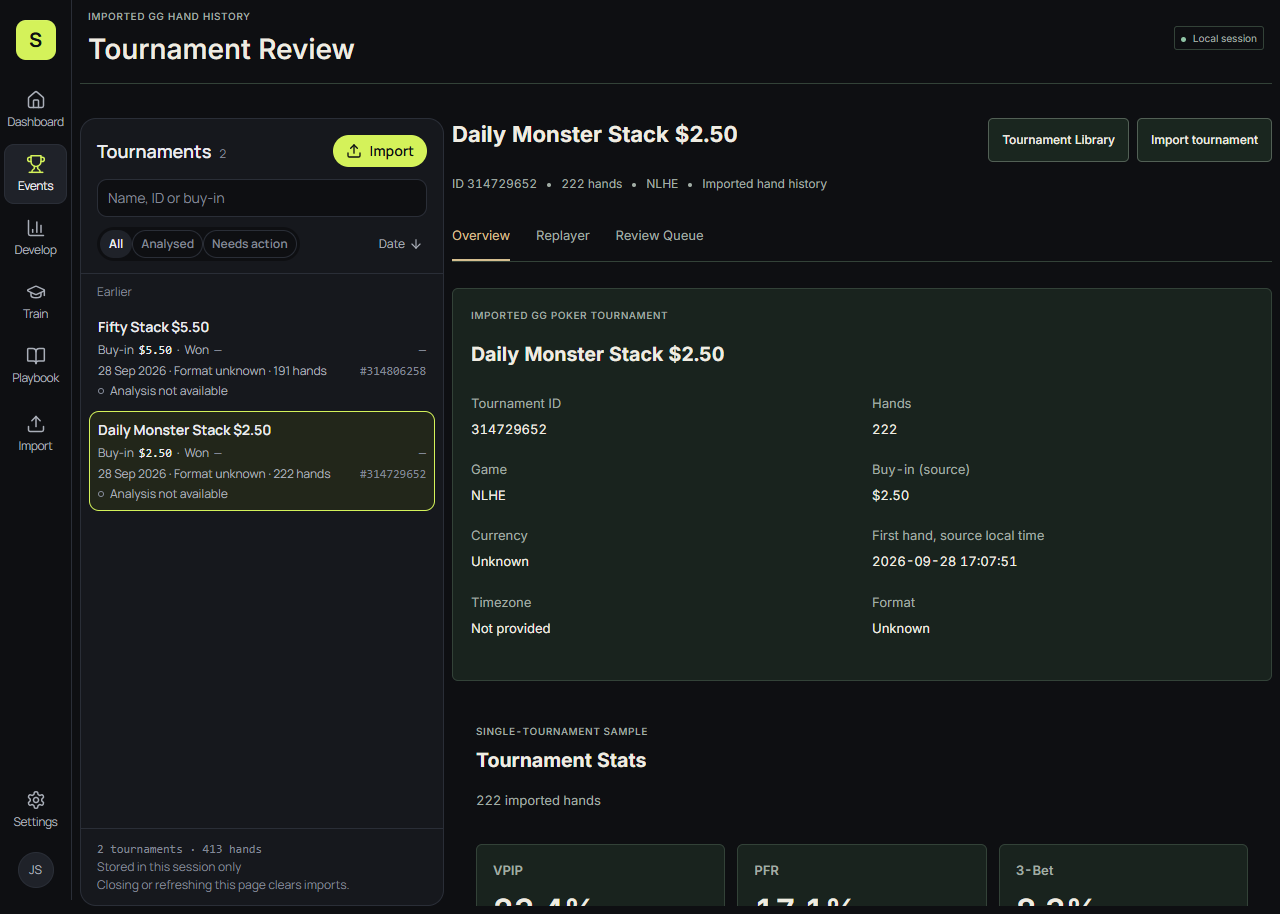 S
Dashboard
Events
Develop
Train
Playbook
Import
Settings
JS
IMPORTED GG HAND HISTORY
Tournament Review
Local session
Tournaments 2
Import
Name, ID or buy-in
All Analysed Needs action Date ↓
Earlier
Fifty Stack $5.50
Buy-in $5.50 · Won — —
28 Sep 2026 · Format unknown · 191 hands #314806258
Analysis not available
Daily Monster Stack $2.50
Buy-in $2.50 · Won — —
28 Sep 2026 · Format unknown · 222 hands #314729652
Analysis not available
2 tournaments · 413 hands
Stored in this session only
Closing or refreshing this page clears imports.
Daily Monster Stack $2.50
Tournament Library Import tournament
ID 314729652 • 222 hands • NLHE • Imported hand history
Overview Replayer Review Queue
IMPORTED GG POKER TOURNAMENT
Daily Monster Stack $2.50
Tournament ID Hands
314729652 222
Game Buy-in (source)
NLHE $2.50
Currency First hand, source local time
Unknown 2026-09-28 17:07:51
Timezone Format
Not provided Unknown
SINGLE-TOURNAMENT SAMPLE
Tournament Stats
222 imported hands
VPIP PFR 3-Bet
17.1%